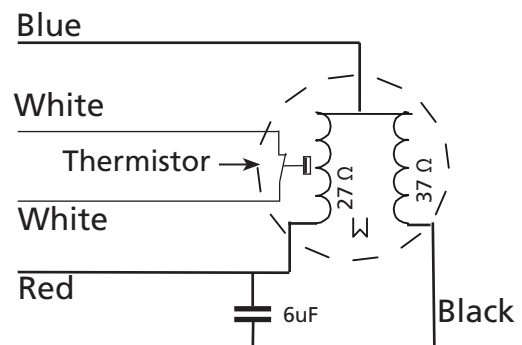 Blue
White
Thermistor
27 Ω
37 Ω
M
White
Red
6uF
Black